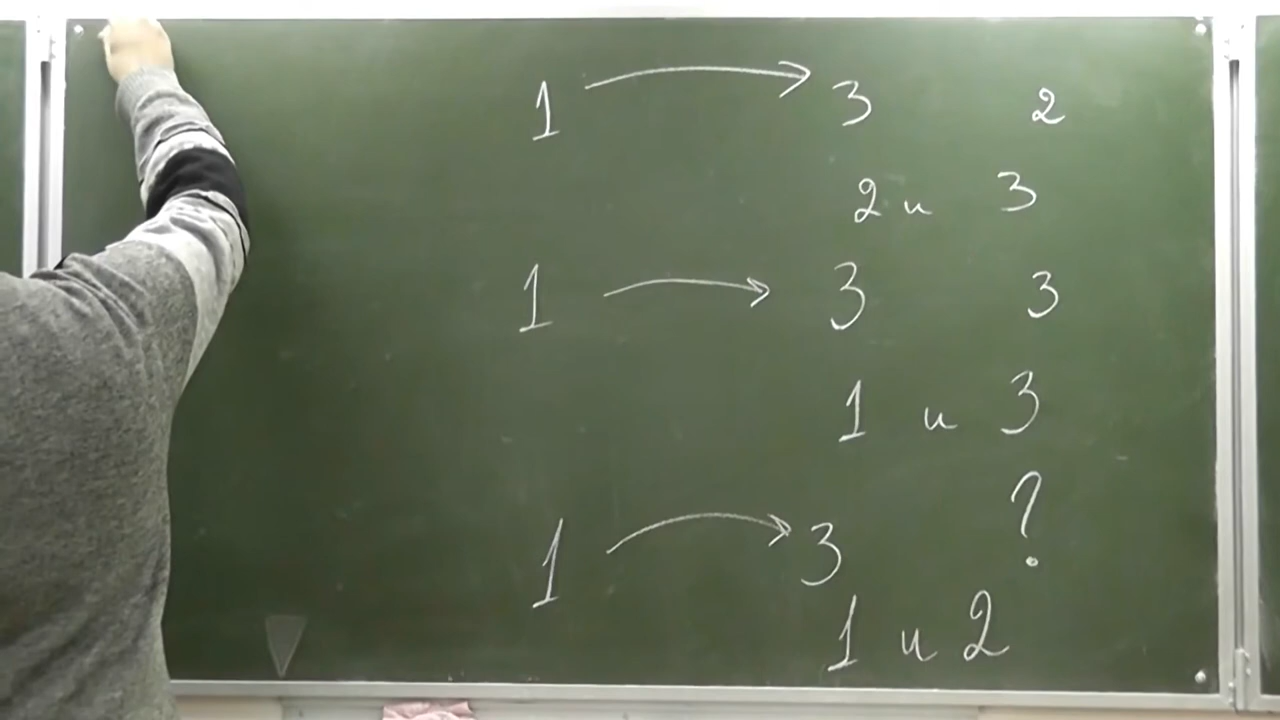 1 → 3 2
2 и 3
1 → 3 3
1 и 3
?
1 → 3
1 и 2